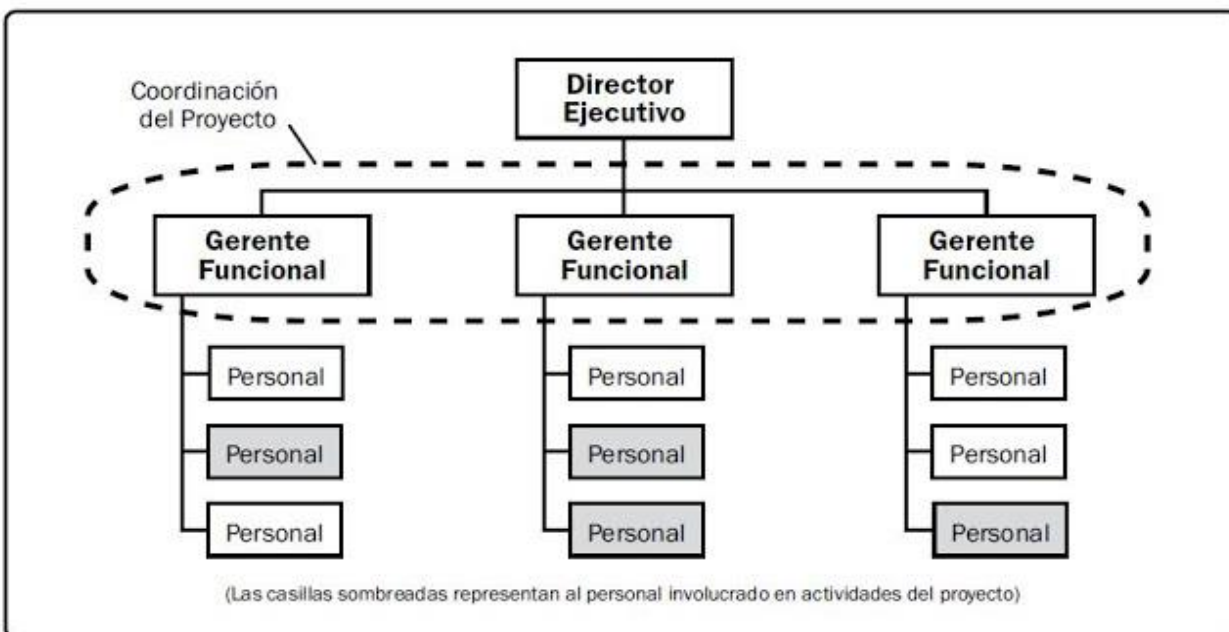 Director
Ejecutivo
Coordinación
del Proyecto
Gerente
Funcional
Gerente
Funcional
Gerente
Funcional
Personal
Personal
Personal
Personal
Personal
Personal
Personal
Personal
Personal
(Las casillas sombreadas representan al personal involucrado en actividades del proyecto)